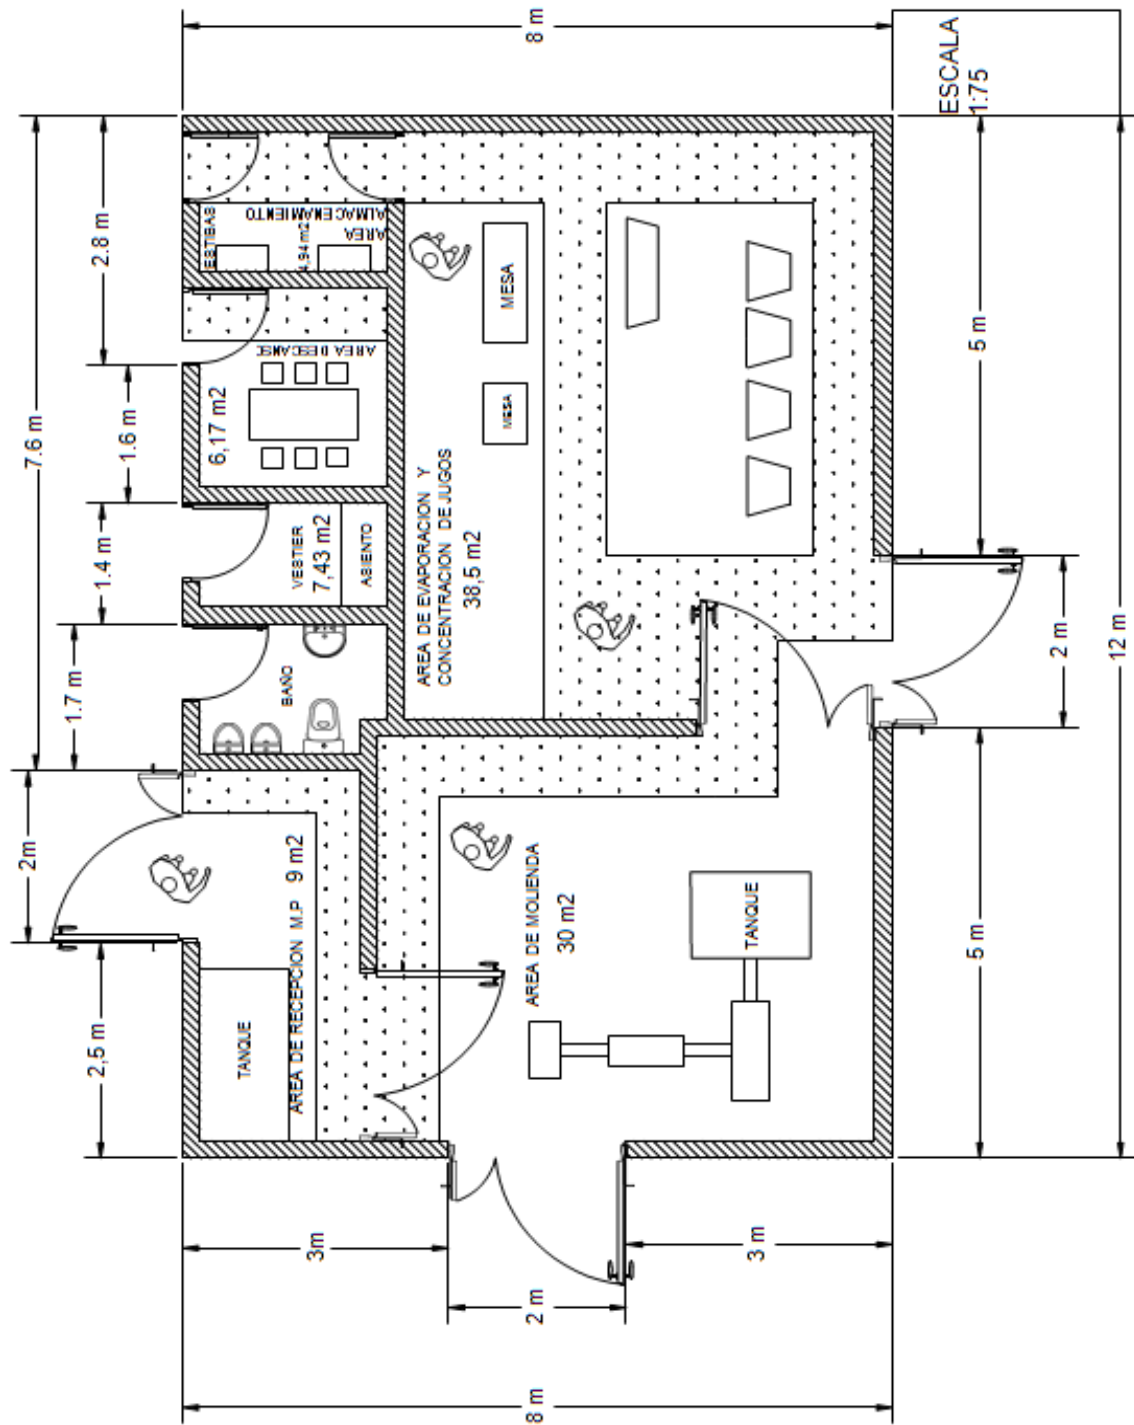 8 m
ESCALA
1:75
7.6 m
2.8 m
1.6 m
1.4 m
1.7 m
2m
2,5 m
ESTIBAS
4,94 m2
AREA
ALMACENAMIENTO
AREA DESCANSC
6,17 m2
VESTIER
7,43 m2
ASIENTO
BAÑO
MESA
MESA
AREA DE EVAPORACION Y
CONCENTRACION DE JUGOS
38,5 m2
TANQUE
AREA DE RECEPCION M.P 9 m2
AREA DE MOLIENDA
30 m2
TANQUE
5 m
2 m
5 m
12 m
3m
2 m
3 m
8 m